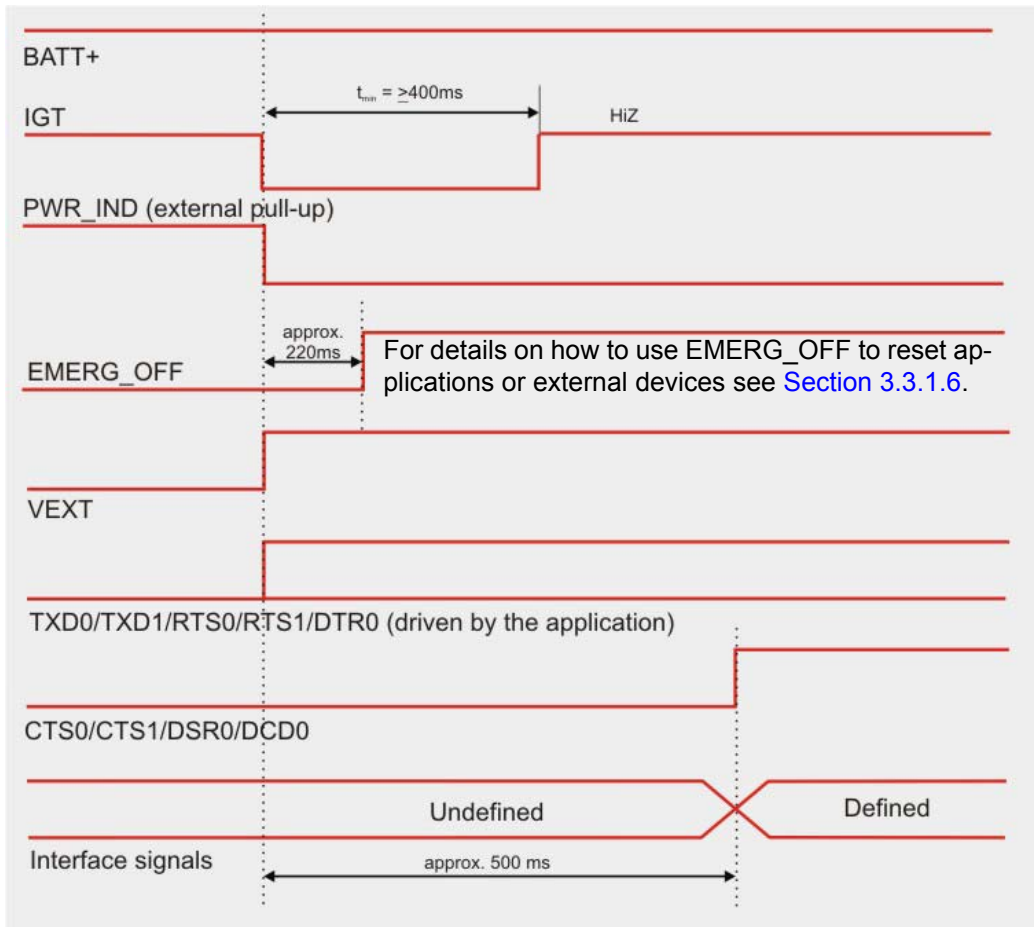 BATT+
tmin = ≥400ms
IGT
HiZ
PWR_IND (external pull-up)
approx.
220ms
For details on how to use EMERG_OFF to reset ap-
plications or external devices see Section 3.3.1.6.
EMERG_OFF
VEXT
TXD0/TXD1/RTS0/RTS1/DTR0 (driven by the application)
CTS0/CTS1/DSR0/DCD0
Undefined
Defined
Interface signals
approx. 500 ms